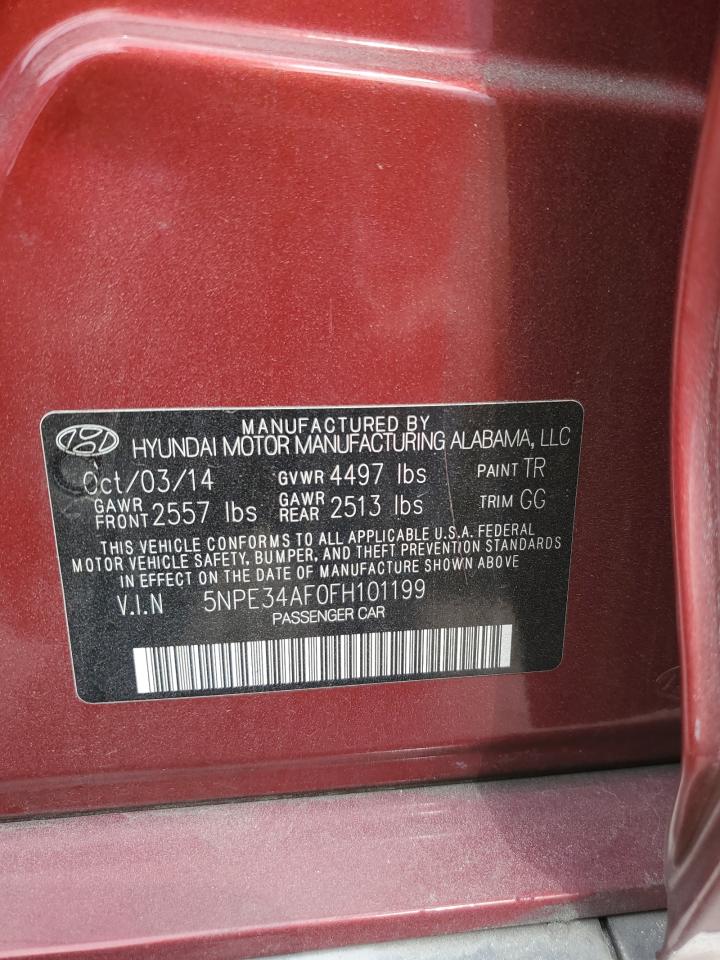 MANUFACTURED BY
HYUNDAI MOTOR MANUFACTURING ALABAMA, LLC
Oct/03/14 GVWR 4497 lbs PAINT TR
GAWR FRONT 2557 lbs GAWR REAR 2513 lbs TRIM GG
THIS VEHICLE CONFORMS TO ALL APPLICABLE U.S.A. FEDERAL
MOTOR VEHICLE SAFETY, BUMPER, AND THEFT PREVENTION STANDARDS
IN EFFECT ON THE DATE OF MANUFACTURE SHOWN ABOVE
V.I.N 5NPE34AF0FH101199
PASSENGER CAR